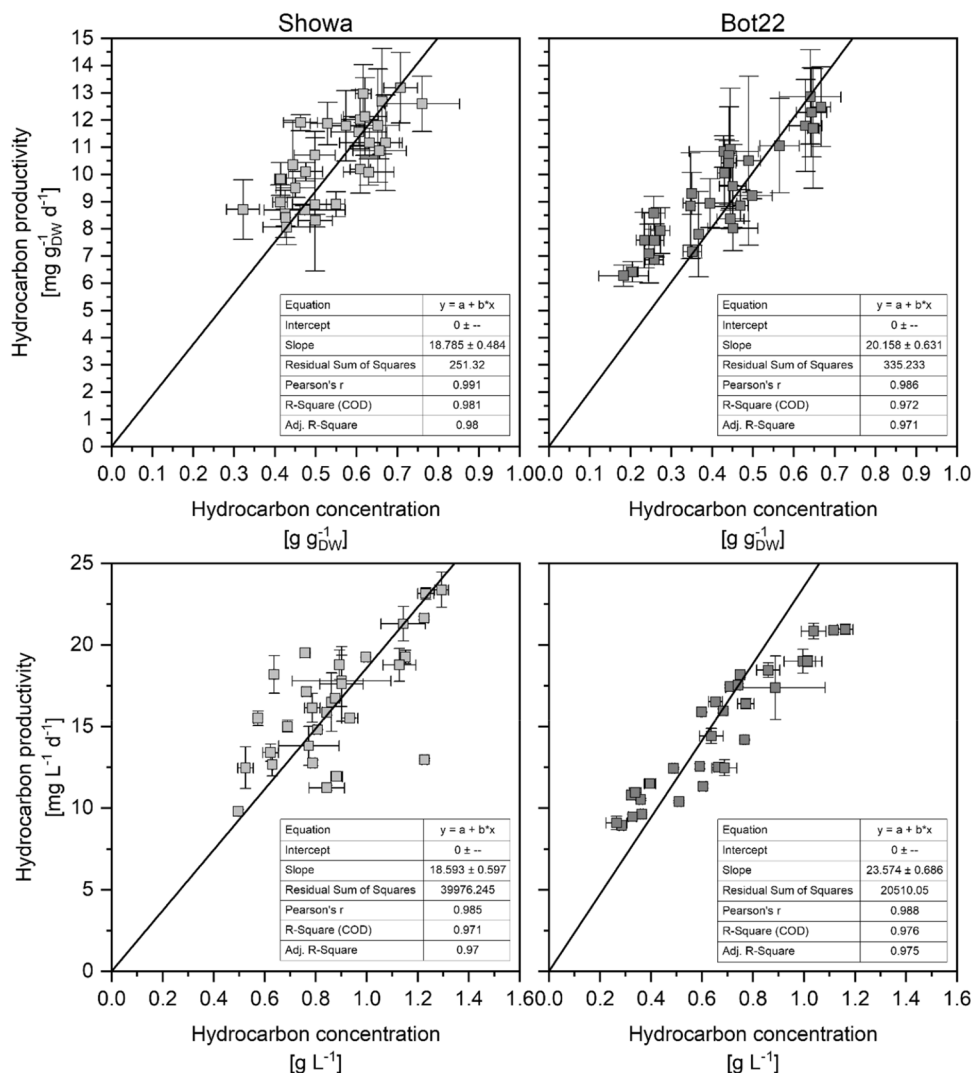 Showa
Bot22
Hydrocarbon productivity
[mg g⁻¹DW d⁻¹]
15
14
13
12
11
10
9
8
7
6
5
4
3
2
1
0
Equation y = a + b*x
Intercept 0 ± --
Slope 18.785 ± 0.484
Residual Sum of Squares 251.32
Pearson's r 0.991
R-Square (COD) 0.981
Adj. R-Square 0.98
Equation y = a + b*x
Intercept 0 ± --
Slope 20.158 ± 0.631
Residual Sum of Squares 335.233
Pearson's r 0.986
R-Square (COD) 0.972
Adj. R-Square 0.971
0.0 0.1 0.2 0.3 0.4 0.5 0.6 0.7 0.8 0.9 1.0
0.1 0.2 0.3 0.4 0.5 0.6 0.7 0.8 0.9 1.0
Hydrocarbon concentration
[g g⁻¹DW]
Hydrocarbon concentration
[g g⁻¹DW]
Hydrocarbon productivity
[mg L⁻¹ d⁻¹]
25
20
15
10
5
0
Equation y = a + b*x
Intercept 0 ± --
Slope 18.593 ± 0.597
Residual Sum of Squares 39976.245
Pearson's r 0.985
R-Square (COD) 0.971
Adj. R-Square 0.97
Equation y = a + b*x
Intercept 0 ± --
Slope 23.574 ± 0.686
Residual Sum of Squares 20510.05
Pearson's r 0.988
R-Square (COD) 0.976
Adj. R-Square 0.975
0.0 0.2 0.4 0.6 0.8 1.0 1.2 1.4 1.6
0.2 0.4 0.6 0.8 1.0 1.2 1.4 1.6
Hydrocarbon concentration
[g L⁻¹]
Hydrocarbon concentration
[g L⁻¹]